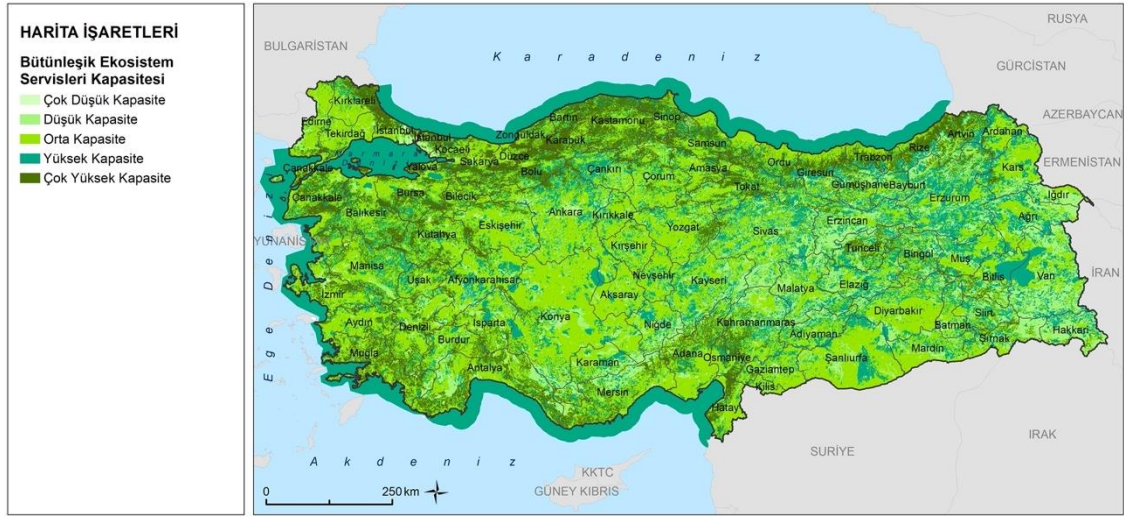 HARİTA İŞARETLERİ
Bütünleşik Ekosistem
Servisleri Kapasitesi
Çok Düşük Kapasite
Düşük Kapasite
Orta Kapasite
Yüksek Kapasite
Çok Yüksek Kapasite
RUSYA
BULGARİSTAN
Karadeniz
GÜRCİSTAN
AZERBAYCAN
ERMENİSTAN
İRAN
IRAK
SURİYE
YUNANİS
Ege Deniz
Akdeniz
KKTC
GÜNEY KIBRIS
Kırklareli
Edirne
Tekirdağ
İstanbul
İstanbul
Kocaeli
Yalova
Sakarya
Düzce
Zonguldak
Bartın
Karabük
Kastamonu
Sinop
Samsun
Ordu
Giresun
Trabzon
Rize
Artvin
Ardahan
Kars
Iğdır
Ağrı
Çanakkale
Çanakkale
Balıkesir
Bursa
Bilecik
Bolu
Çankırı
Çorum
Amasya
Tokat
Gümüşhane
Bayburt
Erzurum
Erzincan
Kütahya
Eskişehir
Ankara
Kırıkkale
Yozgat
Sivas
Tunceli
Bingöl
Muş
Bitlis
Van
Manisa
Uşak
Afyonkarahisar
Kırşehir
Nevşehir
Kayseri
Malatya
Elazığ
İzmir
Aksaray
Diyarbakır
Batman
Siirt
Hakkari
Şırnak
Aydın
Denizli
Isparta
Konya
Niğde
Kahramanmaraş
Adıyaman
Mardin
Burdur
Muğla
Antalya
Karaman
Mersin
Adana
Osmaniye
Gaziantep
Şanlıurfa
Kilis
Hatay
0
250 km